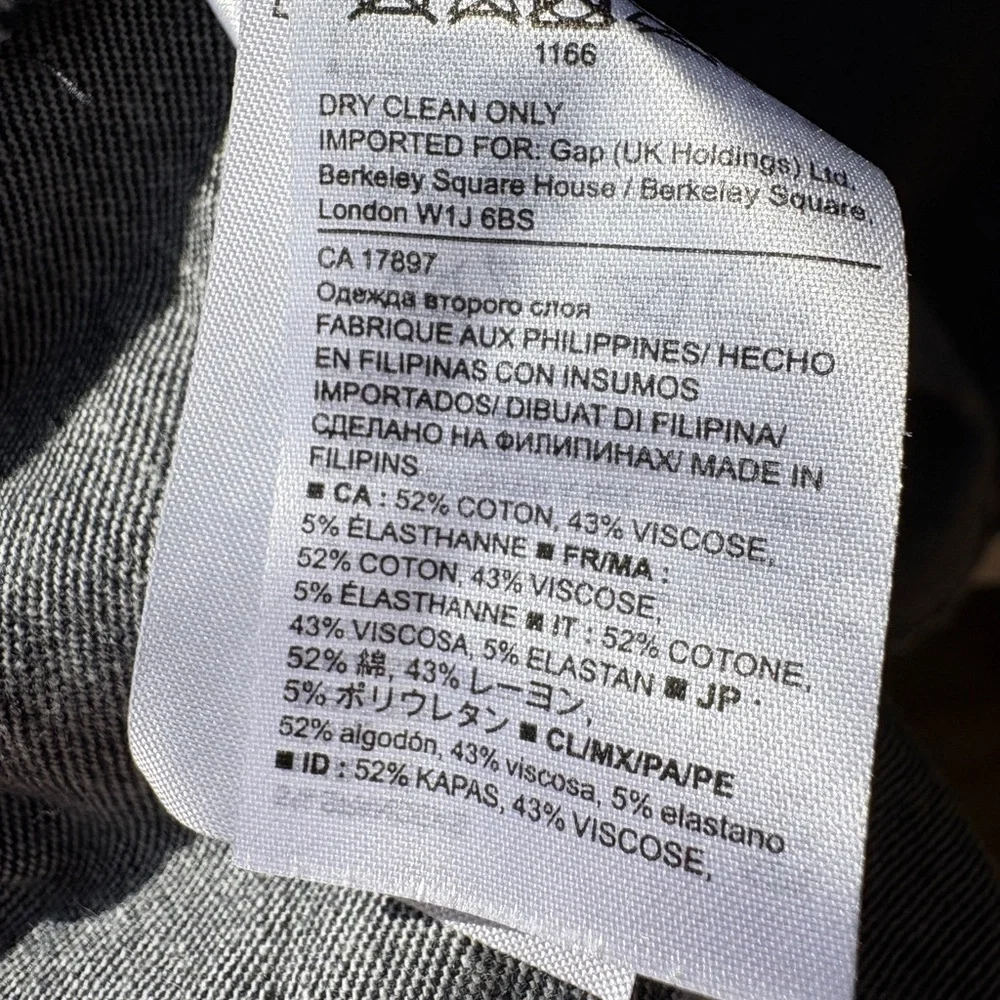 1166
DRY CLEAN ONLY
IMPORTED FOR: Gap (UK Holdings) Ltd.
Berkeley Square House / Berkeley Square,
London W1J 6BS
CA 17897
Одежда второго слоя
FABRIQUE AUX PHILIPPINES/ HECHO
EN FILIPINAS CON INSUMOS
IMPORTADOS/ DIBUAT DI FILIPINA/
СДЕЛАНО НА ФИЛИПИНАХ/ MADE IN
FILIPINS
■ CA : 52% COTON, 43% VISCOSE,
5% ÉLASTHANNE ■ FR/MA :
52% COTON, 43% VISCOSE,
5% ÉLASTHANNE ■ IT : 52% COTONE,
43% VISCOSA, 5% ELASTAN ■ JP :
52% 綿, 43% レーヨン,
5% ポリウレタン ■ CL/MX/PA/PE
52% algodón, 43% viscosa, 5% elastano
■ ID : 52% KAPAS, 43% VISCOSE,